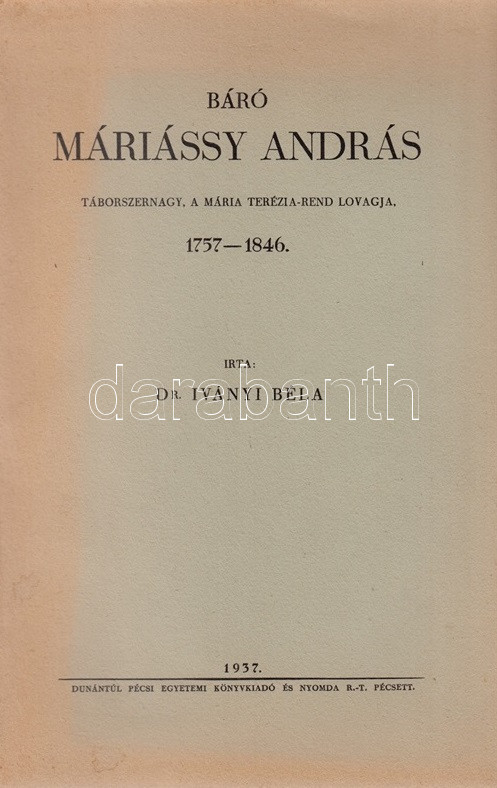 BÁRÓ
MÁRIÁSSY ANDRÁS
TÁBORSZERNAGY, A MÁRIA TERÉZIA-REND LOVAGJA,
1757—1846.
IRTA:
DR. IVÁNYI BÉLA
darabanth
1937.
DUNÁNTÚL PÉCSI EGYETEMI KÖNYVKIADÓ ÉS NYOMDA R.-T. PÉCSETT.